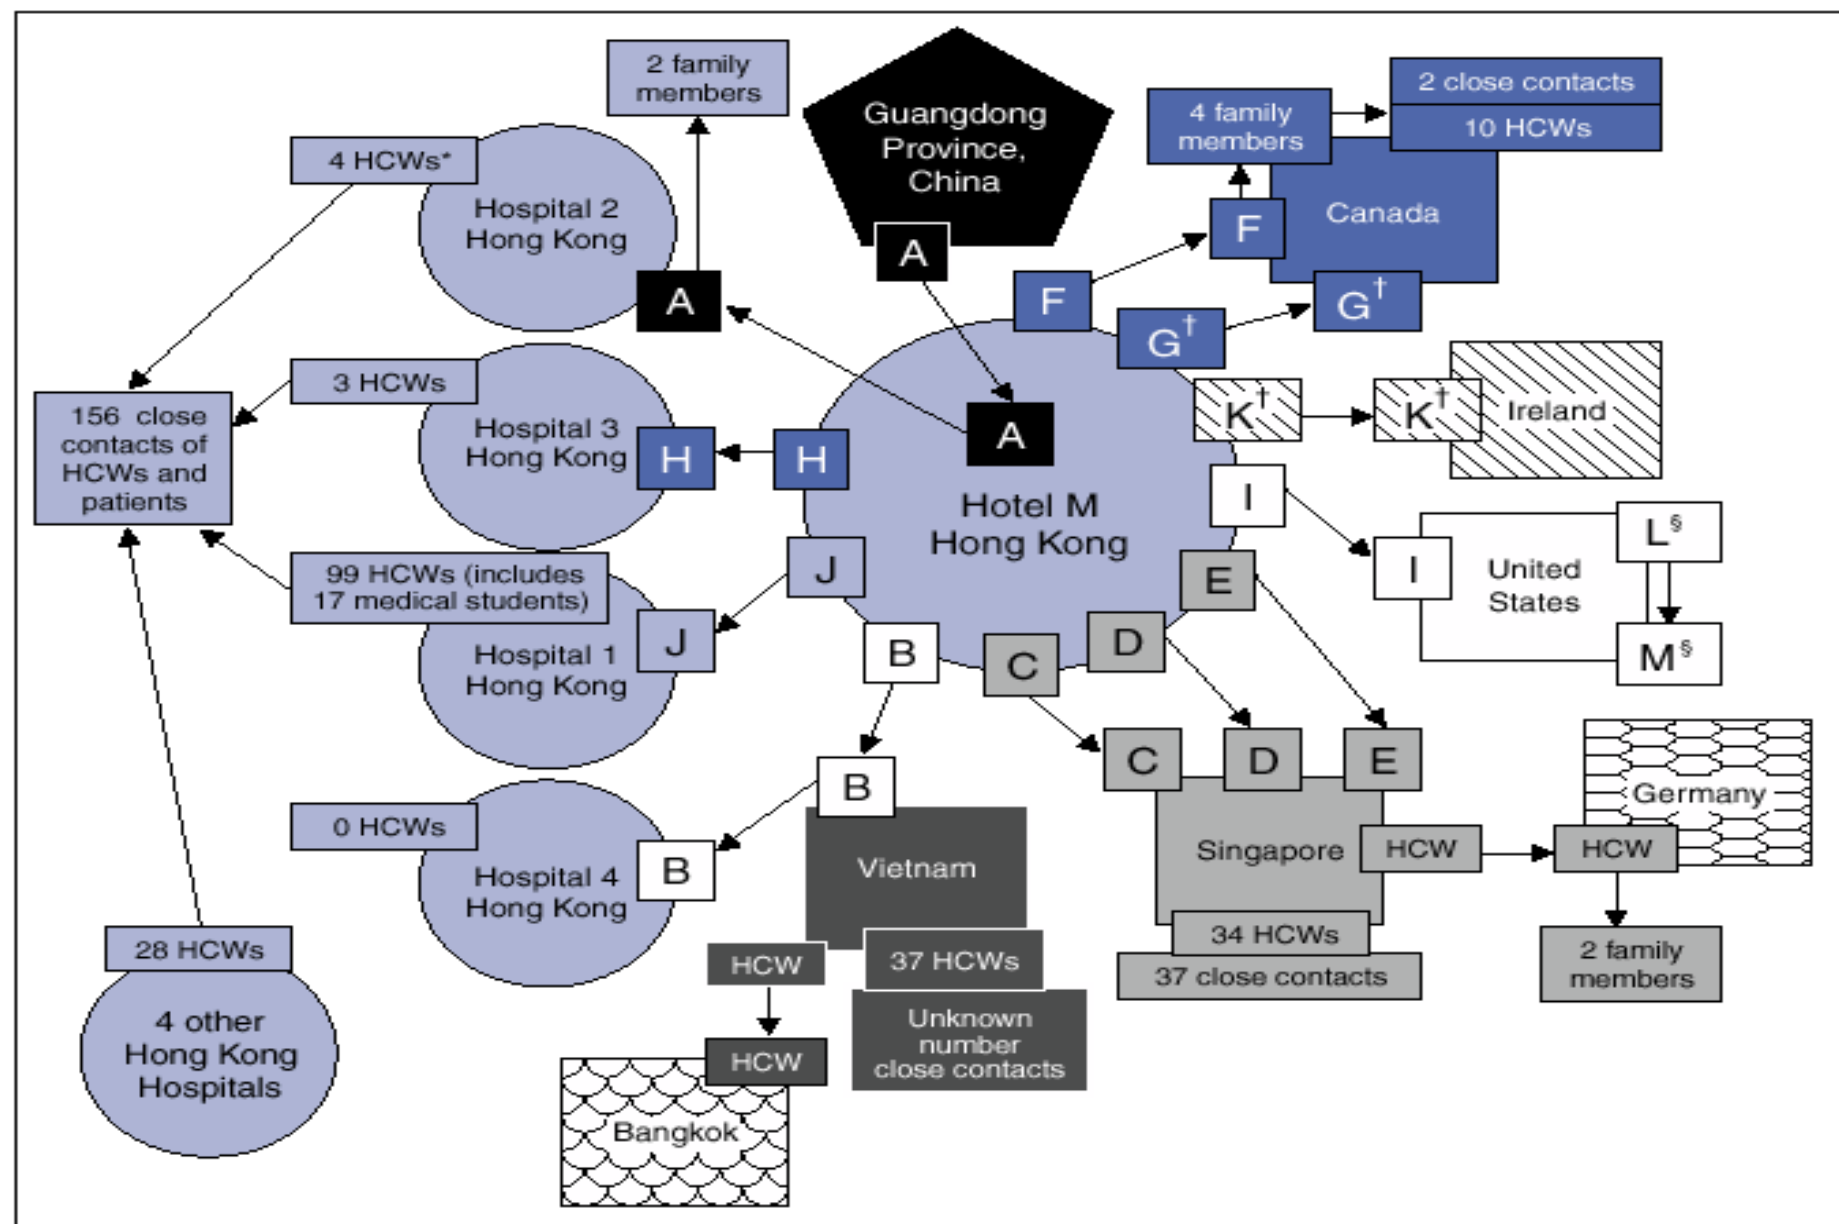 2 family
members
Guangdong
Province,
China
A
2 close contacts
10 HCWs
4 family
members
Canada
F
G†
4 HCWs*
Hospital 2
Hong Kong
A
F
G†
3 HCWs
Hospital 3
Hong Kong
H
H
A
Hotel M
Hong Kong
K†
K†
Ireland
156 close
contacts of
HCWs and
patients
I
I
United
States
L§
M§
99 HCWs (includes
17 medical students)
Hospital 1
Hong Kong
J
J
B
C
D
E
B
C
D
E
0 HCWs
Hospital 4
Hong Kong
B
Vietnam
Singapore
HCW
HCW
Germany
28 HCWs
4 other
Hong Kong
Hospitals
HCW
37 HCWs
Unknown
number
close contacts
34 HCWs
37 close contacts
2 family
members
HCW
Bangkok